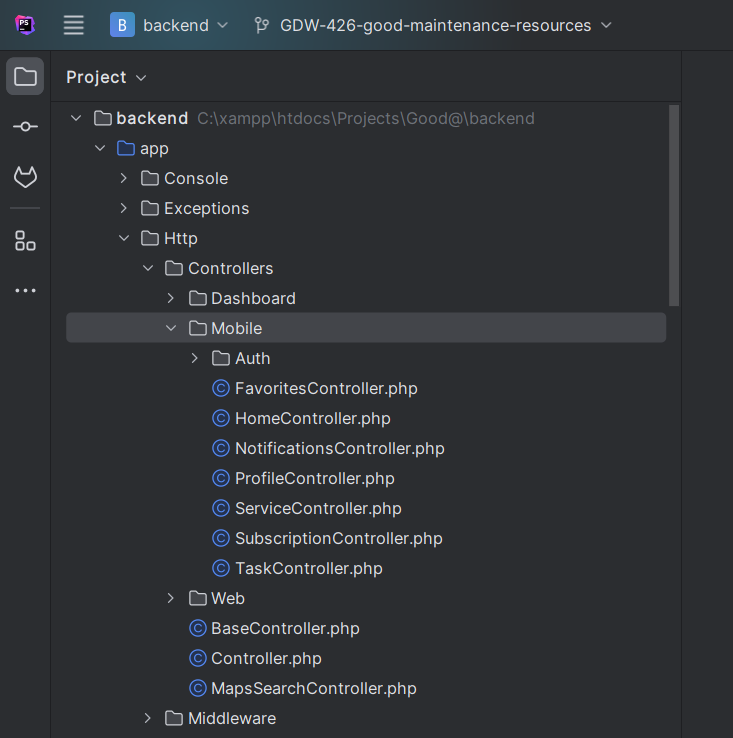 PS B backend GDW-426-good-maintenance-resources
Project
backend C:\xampp\htdocs\Projects\Good@\backend
app
Console
Exceptions
Http
Controllers
Dashboard
Mobile
Auth
C FavoritesController.php
C HomeController.php
C NotificationsController.php
C ProfileController.php
C ServiceController.php
C SubscriptionController.php
C TaskController.php
Web
C BaseController.php
C Controller.php
C MapsSearchController.php
Middleware